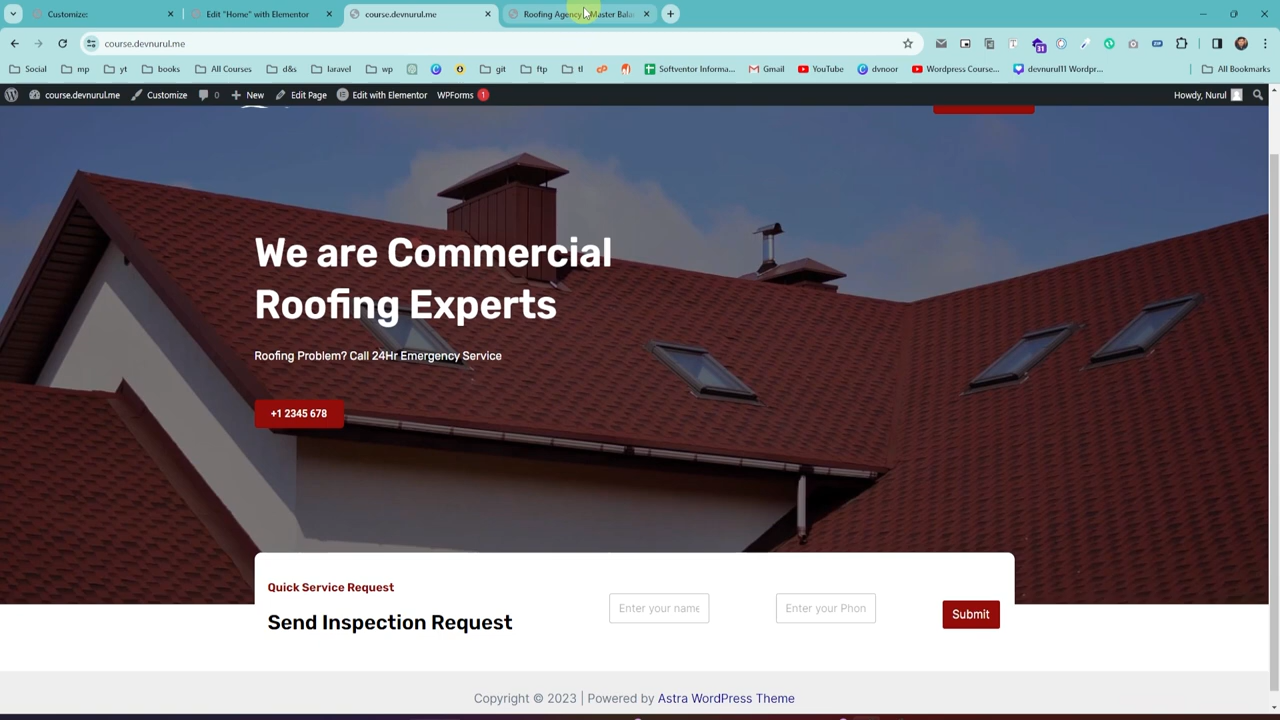 Customize:
Edit "Home" with Elementor
course.devnurul.me
Roofing Agency
Master Bala
course.devnurul.me
Social
mp
yt
books
All Courses
d&s
laravel
wp
git
ftp
tl
Softventor Informa...
Gmail
YouTube
dvnoor
Wordpress Course...
devnurul11 Wordpr...
All Bookmarks
31
course.devnurul.me
Customize
0
New
Edit Page
Edit with Elementor
WPForms 1
Howdy, Nurul
We are Commercial
Roofing Experts
Roofing Problem? Call 24Hr Emergency Service
+1 2345 678
Quick Service Request
Send Inspection Request
Enter your name
Enter your Phon
Submit
Copyright © 2023 | Powered by Astra WordPress Theme